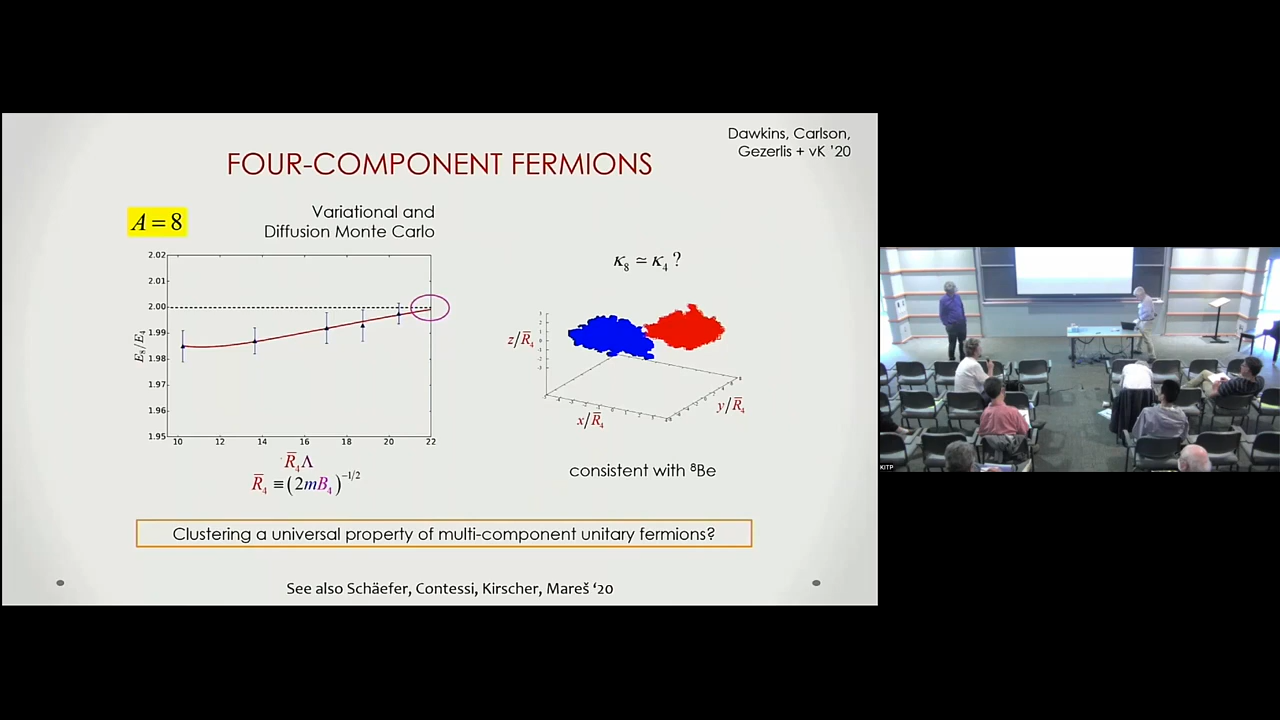 Dawkins, Carlson,
Gezerlis + vK '20
FOUR-COMPONENT FERMIONS
A = 8
Variational and
Diffusion Monte Carlo
2.02
2.01
2.00
1.99
1.98
1.97
1.96
1.95
E8/E4
10 12 14 16 18 20 22
R̄4Λ
R̄4 ≡ (2mB4)^−1/2
κ8 ≃ κ4 ?
z/R̄4
x/R̄4
y/R̄4
consistent with ⁸Be
Clustering a universal property of multi-component unitary fermions?
See also Schäefer, Contessi, Kirscher, Mareš ‘20
KITP